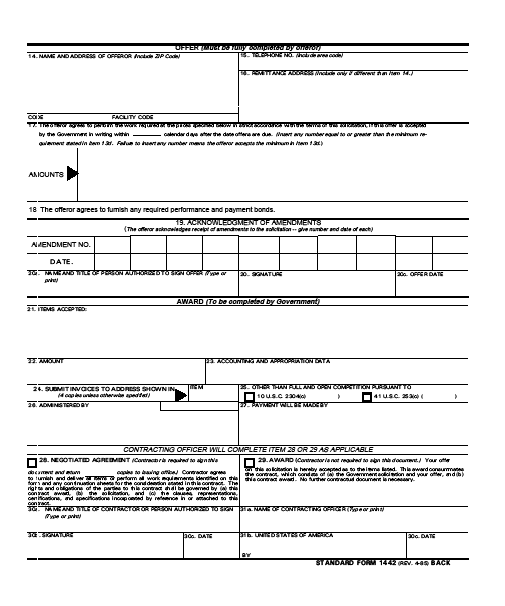 OFFER (Must be fully completed by offeror)
14. NAME AND ADDRESS OF OFFEROR (Include ZIP Code)
15. TELEPHONE NO. (Include area code)
16. REMITTANCE ADDRESS (Include only if different than Item 14.)
CODE FACILITY CODE
17. The offeror agrees to perform the work required at the prices specified below in strict accordance with the terms of this solicitation, if this offer is accepted
by the Government in writing within ________ calendar days after the date offers are due. (Insert any number equal to or greater than the minimum re-
quirement stated in Item 13d. Failure to insert any number means the offeror accepts the minimum in Item 13d.)
AMOUNTS
18 The offeror agrees to furnish any required performance and payment bonds.
19. ACKNOWLEDGMENT OF AMENDMENTS
(The offeror acknowledges receipt of amendments to the solicitation -- give number and date of each)
AMENDMENT NO.
DATE.
20a. NAME AND TITLE OF PERSON AUTHORIZED TO SIGN OFFER (Type or
print)
20. SIGNATURE
20c. OFFER DATE
AWARD (To be completed by Government)
21. ITEMS ACCEPTED:
22. AMOUNT
23. ACCOUNTING AND APPROPRIATION DATA
24. SUBMIT INVOICES TO ADDRESS SHOWN IN
(4 copies unless otherwise specified)
ITEM
25. OTHER THAN FULL AND OPEN COMPETITION PURSUANT TO
10 U.S.C. 2304(c) ( )
41 U.S.C. 253(c) ( )
26. ADMINISTERED BY
27. PAYMENT WILL BE MADE BY
CONTRACTING OFFICER WILL COMPLETE ITEM 28 OR 29 AS APPLICABLE
28. NEGOTIATED AGREEMENT (Contractor is required to sign this
document and return copies to issuing office.) Contractor agrees
to furnish and deliver all items or perform all work requirements identified on this
form and any continuation sheets for the consideration stated in this contract. The
rights and obligations of the parties to this contract shall be governed by (a) this
contract award, (b) the solicitation, and (c) the clauses, representations,
certifications, and specifications incorporated by reference in or attached to this
contract.
29. AWARD (Contractor is not required to sign this document.) Your offer
on this solicitation is hereby accepted as to the items listed. This award consummates
the contract, which consists of (a) the Government solicitation and your offer, and (b)
this contract award. No further contractual document is necessary.
30a. NAME AND TITLE OF CONTRACTOR OR PERSON AUTHORIZED TO SIGN
(Type or print)
31a. NAME OF CONTRACTING OFFICER (Type or print)
30b. SIGNATURE
30c. DATE
31b. UNITED STATES OF AMERICA
BY
30c. DATE
STANDARD FORM 1442 (REV. 4-85) BACK